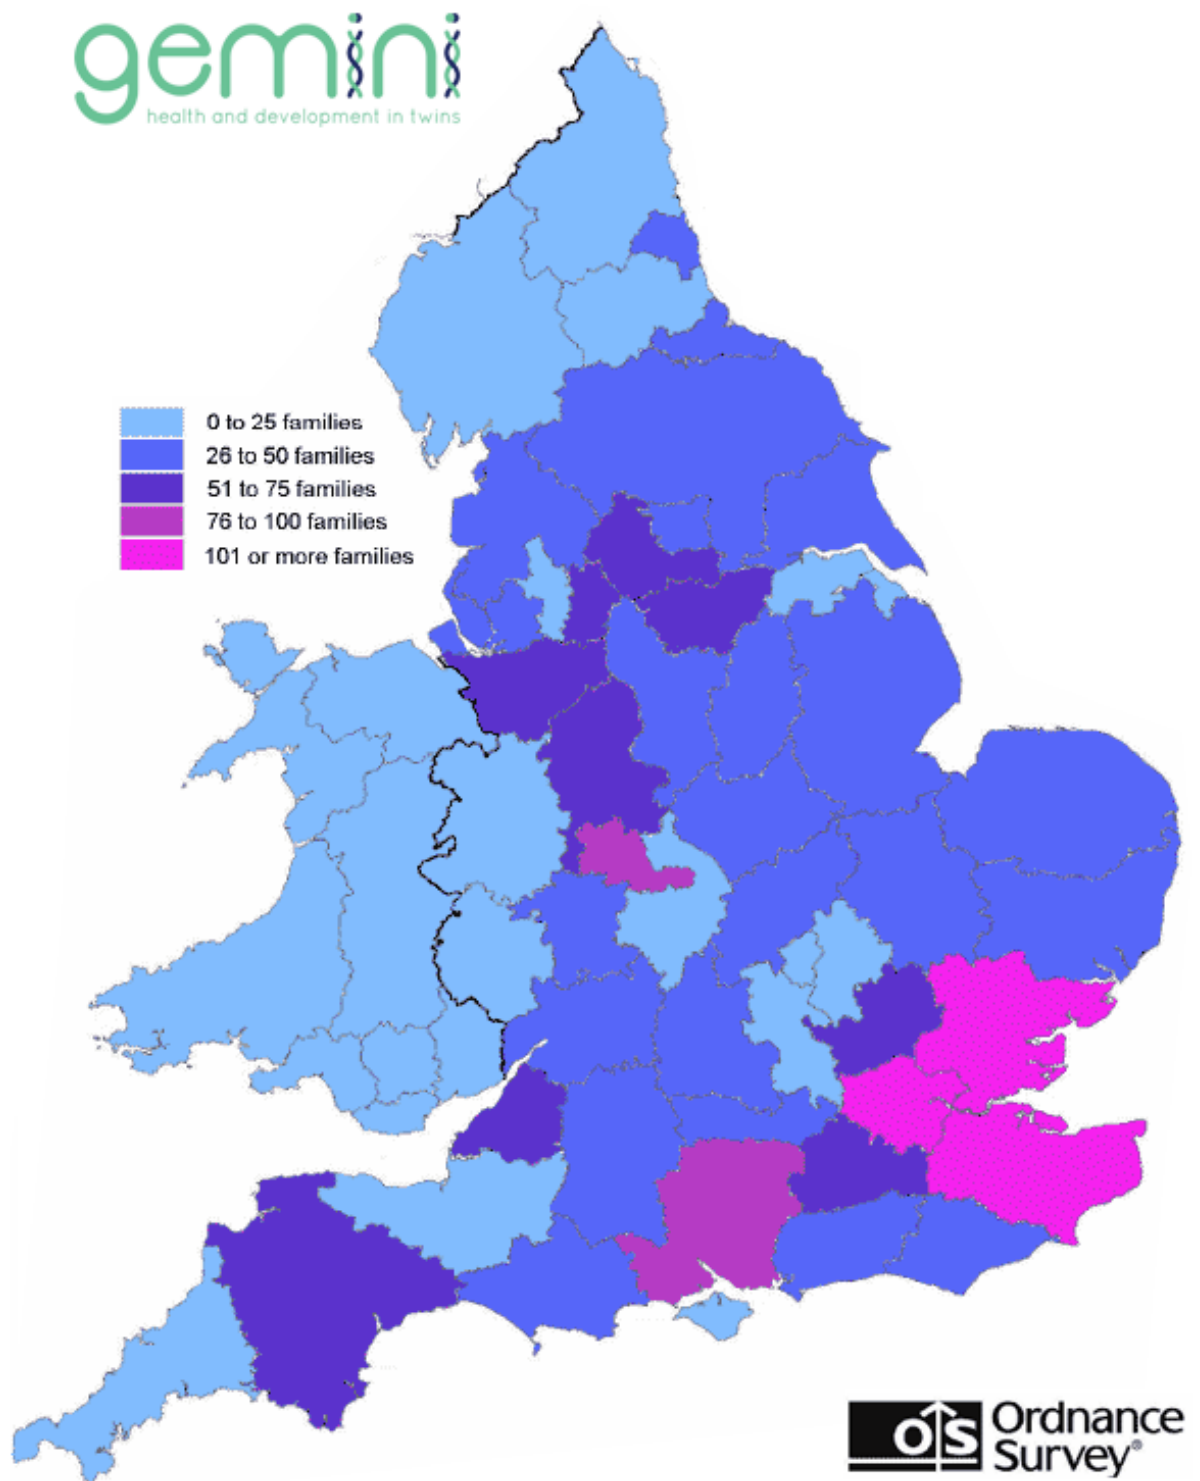 gemini
health and development in twins
0 to 25 families
26 to 50 families
51 to 75 families
76 to 100 families
101 or more families
OS Ordnance
Survey®